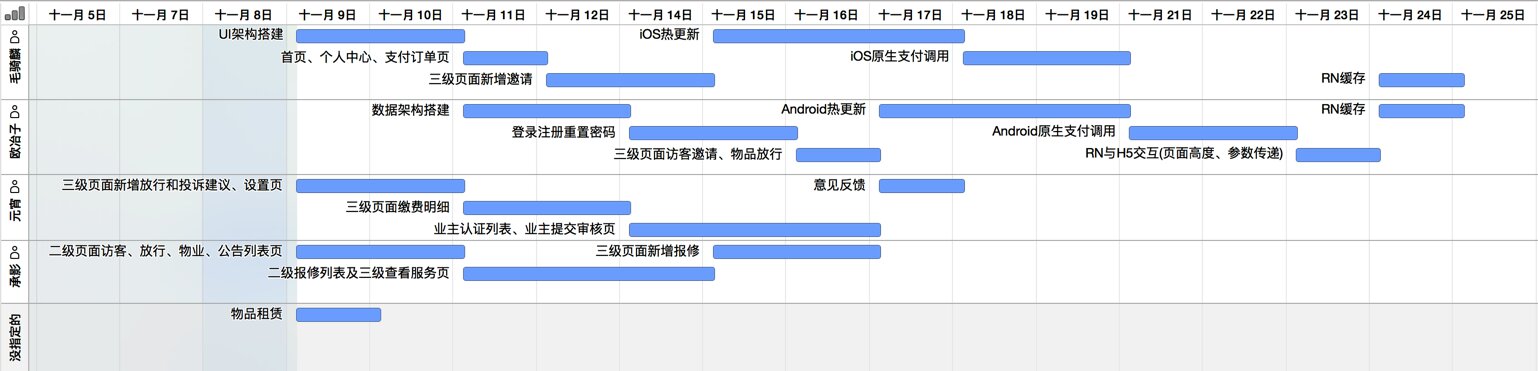 十一月 5日 十一月 7日 十一月 8日 十一月 9日 十一月 10日 十一月 11日 十一月 12日 十一月 14日 十一月 15日 十一月 16日 十一月 17日 十一月 18日 十一月 19日 十一月 21日 十一月 22日 十一月 23日 十一月 24日 十一月 25日
毛骑麟
UI架构搭建 iOS热更新
首页、个人中心、支付订单页 iOS原生支付调用
三级页面新增邀请 RN缓存
欧冶子
数据架构搭建 Android热更新 RN缓存
登录注册重置密码 Android原生支付调用
三级页面访客邀请、物品放行 RN与H5交互(页面高度、参数传递)
元宵
三级页面新增放行和投诉建议、设置页 意见反馈
三级页面缴费明细
业主认证列表、业主提交审核页
承影
二级页面访客、放行、物业、公告列表页 三级页面新增报修
二级报修列表及三级查看服务页
没指定的
物品租赁